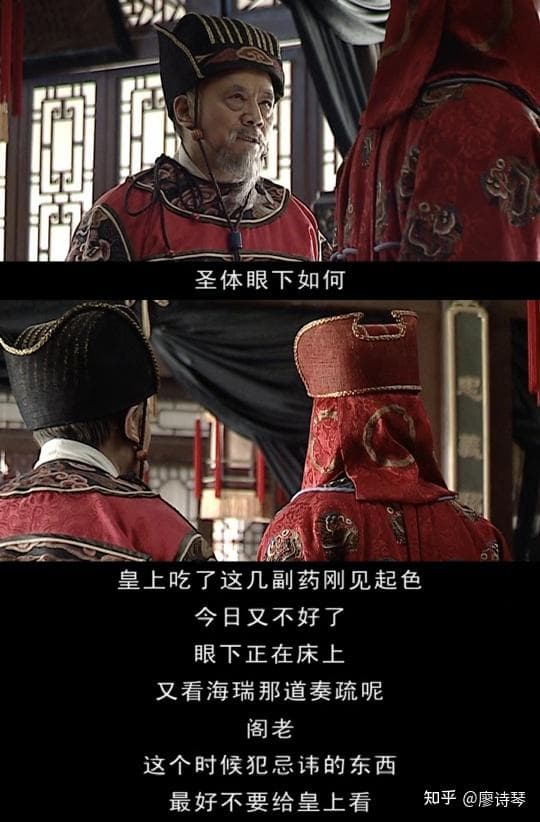 圣体眼下如何
皇上吃了这几副药刚见起色
今日又不好了
眼下正在床上
又看海瑞那道奏疏呢
阁老
这个时候犯忌讳的东西
最好不要给皇上看
知乎 @廖诗琴